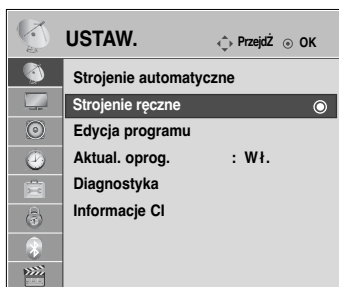 USTAW. PrzejdŹ OK
Strojenie automatyczne
Strojenie ręczne
Edycja programu
Aktual. oprog. : Wł.
Diagnostyka
Informacje CI